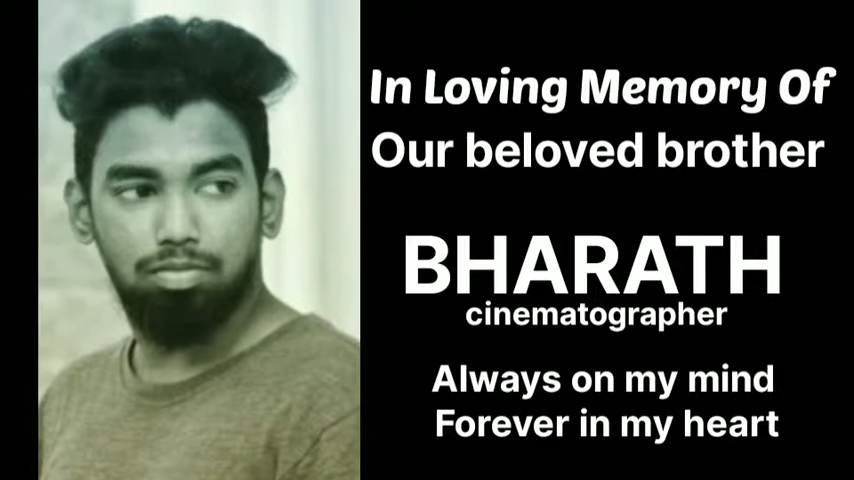 In Loving Memory Of
Our beloved brother
BHARATH
cinematographer
Always on my mind
Forever in my heart